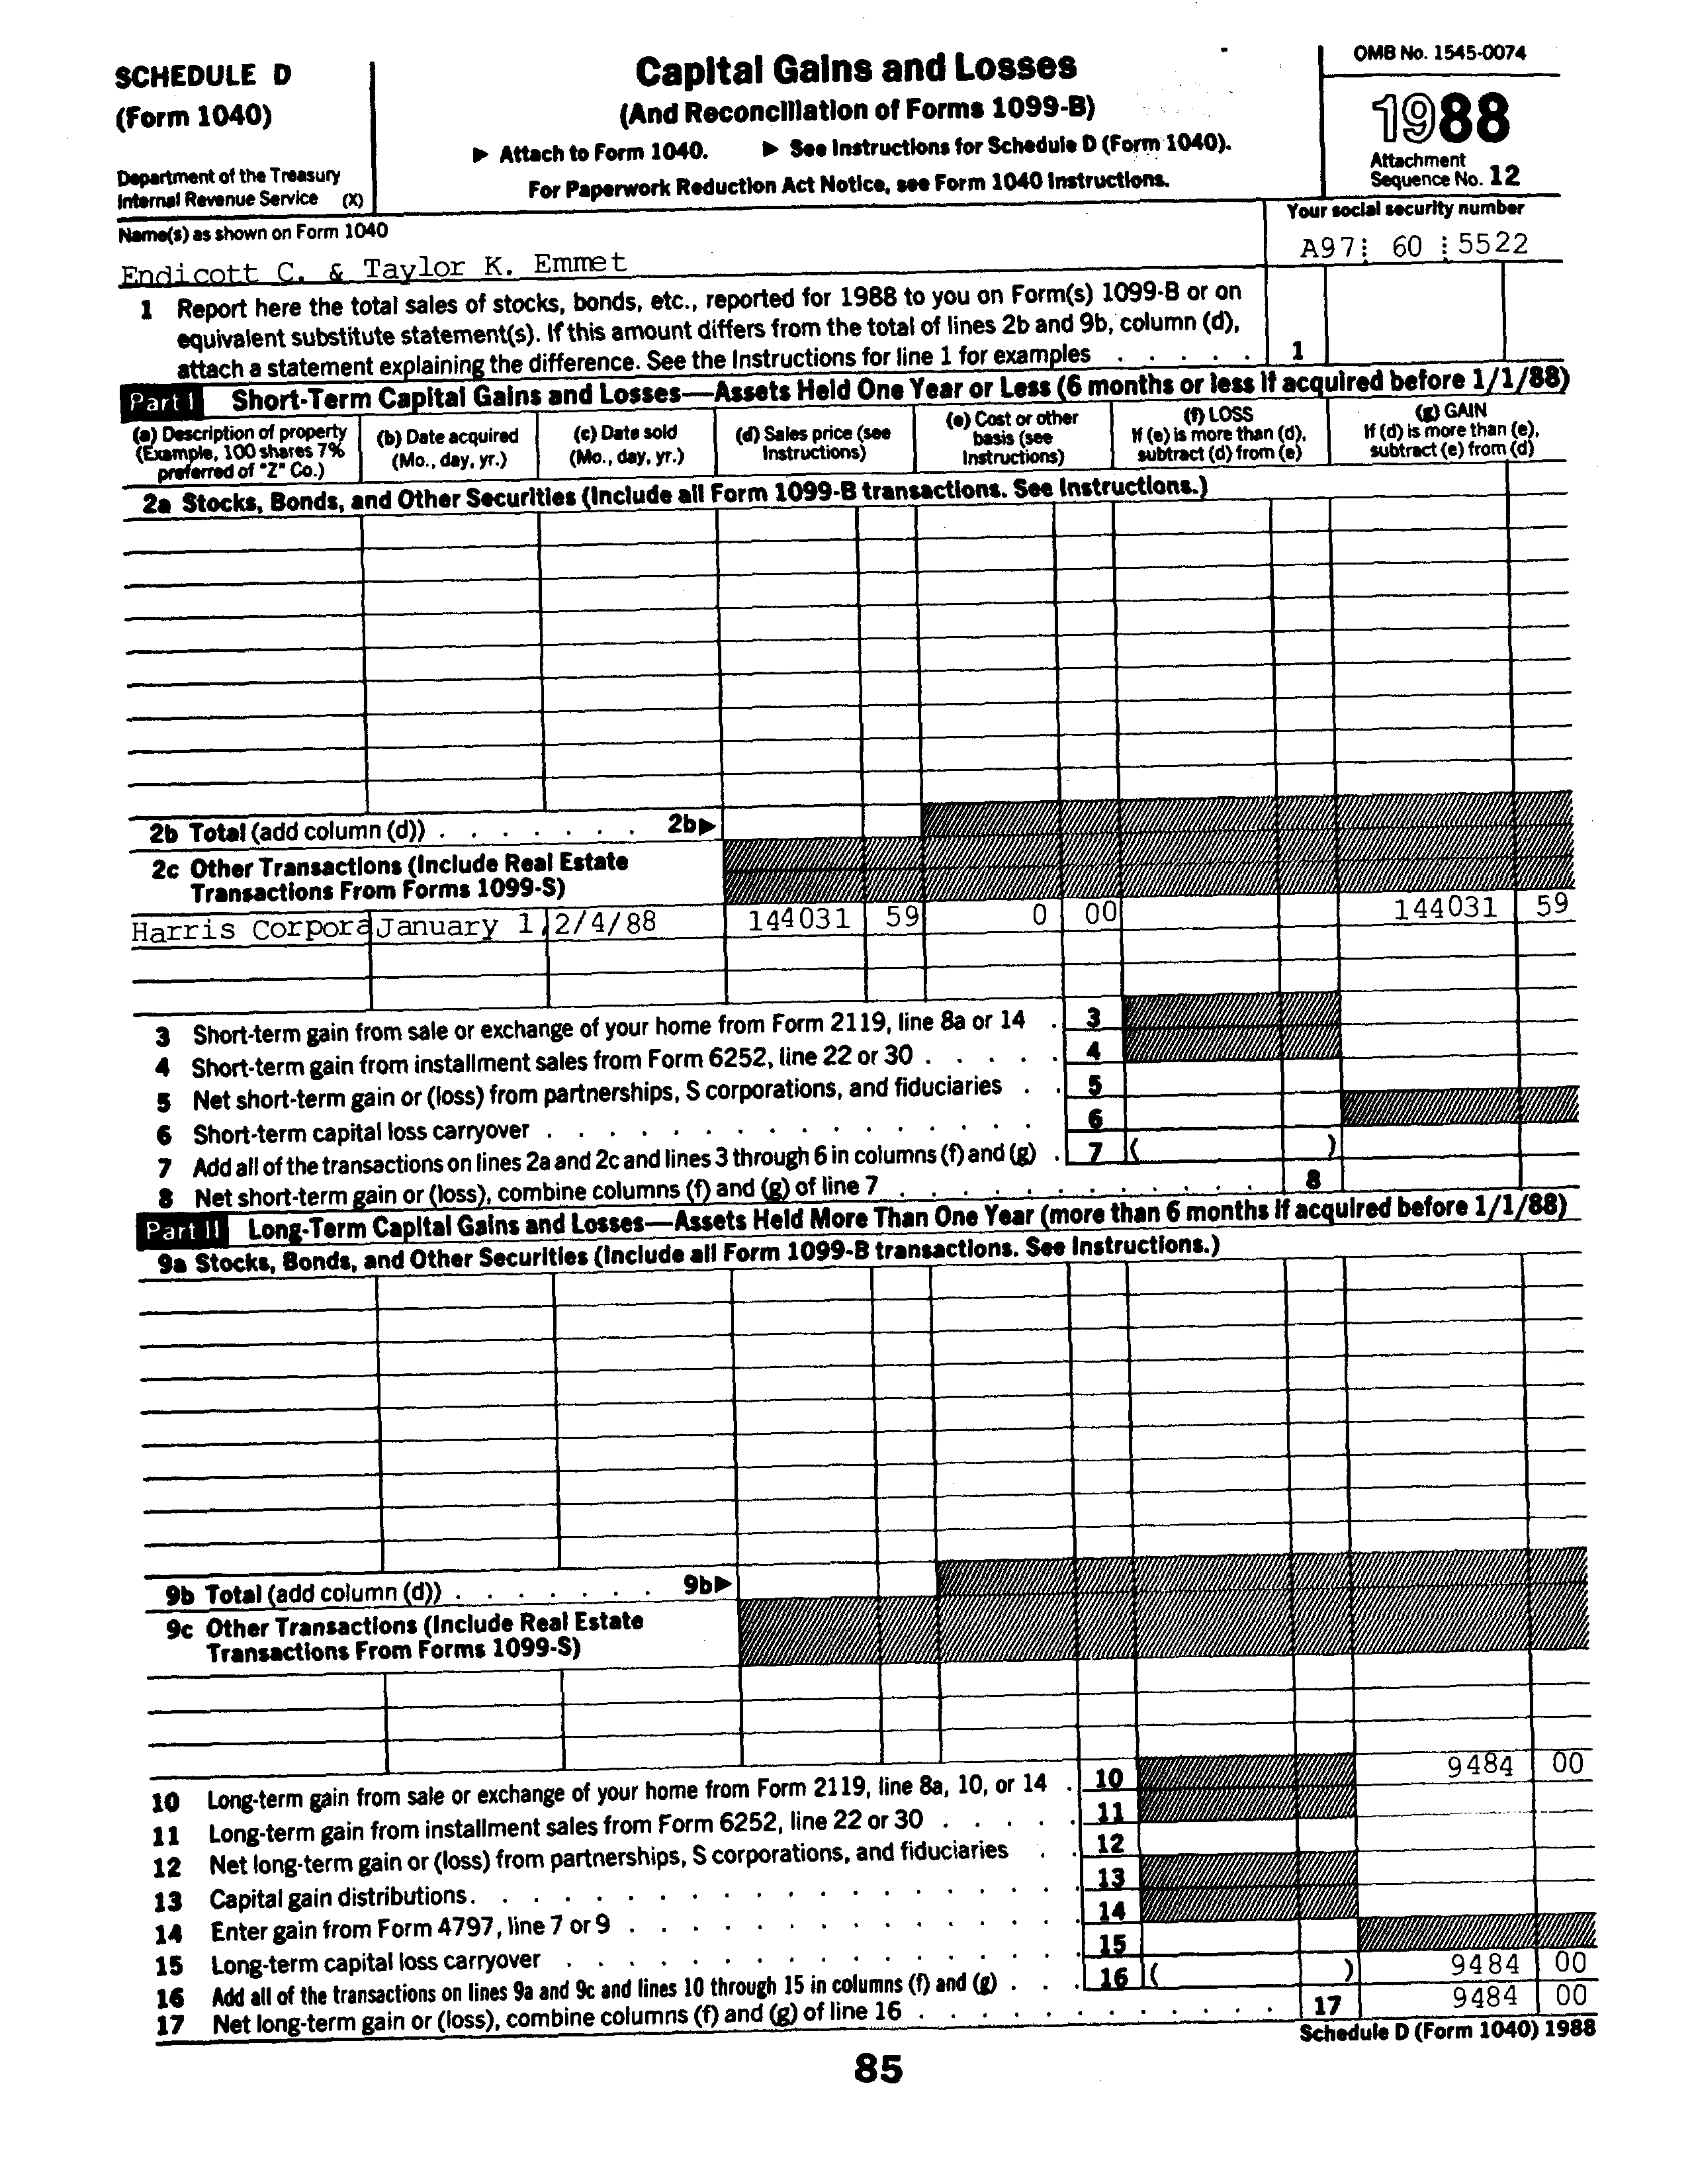 SCHEDULE D
(Form 1040)
Department of the Treasury
Internal Revenue Service (X)
Capital Gains and Losses
(And Reconciliation of Forms 1099-B)
▶ Attach to Form 1040. ▶ See Instructions for Schedule D (Form 1040).
For Paperwork Reduction Act Notice, see Form 1040 Instructions.
OMB No. 1545-0074
1988
Attachment
Sequence No. 12
Name(s) as shown on Form 1040
Endicott C. & Taylor K. Emmet
Your social security number
A97 60 5522
1 Report here the total sales of stocks, bonds, etc., reported for 1988 to you on Form(s) 1099-B or on
equivalent substitute statement(s). If this amount differs from the total of lines 2b and 9b, column (d),
attach a statement explaining the difference. See the Instructions for line 1 for examples . . . . . 1
Part I Short-Term Capital Gains and Losses—Assets Held One Year or Less (6 months or less if acquired before 1/1/88)
(a) Description of property
(Example, 100 shares 7%
preferred of "Z" Co.)
(b) Date acquired
(Mo., day, yr.)
(c) Date sold
(Mo., day, yr.)
(d) Sales price (see
Instructions)
(e) Cost or other
basis (see
Instructions)
(f) LOSS
If (e) is more than (d),
subtract (d) from (e)
(g) GAIN
If (d) is more than (e),
subtract (e) from (d)
2a Stocks, Bonds, and Other Securities (Include all Form 1099-B transactions. See Instructions.)
2b Total (add column (d)) . . . . . . . 2b▶
2c Other Transactions (Include Real Estate
Transactions From Forms 1099-S)
Harris Corpora January 1, 2/4/88 144031 59 0 00 144031 59
3 Short-term gain from sale or exchange of your home from Form 2119, line 8a or 14 . 3
4 Short-term gain from installment sales from Form 6252, line 22 or 30 . . . . . 4
5 Net short-term gain or (loss) from partnerships, S corporations, and fiduciaries . . 5
6 Short-term capital loss carryover . . . . . . . . . . . . . . . . 6
7 Add all of the transactions on lines 2a and 2c and lines 3 through 6 in columns (f) and (g) . 7 ( )
8 Net short-term gain or (loss), combine columns (f) and (g) of line 7 . . . . . . . . . . . . . 8
Part II Long-Term Capital Gains and Losses—Assets Held More Than One Year (more than 6 months if acquired before 1/1/88)
9a Stocks, Bonds, and Other Securities (Include all Form 1099-B transactions. See Instructions.)
9b Total (add column (d)) . . . . . . . 9b▶
9c Other Transactions (Include Real Estate
Transactions From Forms 1099-S)
10 Long-term gain from sale or exchange of your home from Form 2119, line 8a, 10, or 14 . 10 9484 00
11 Long-term gain from installment sales from Form 6252, line 22 or 30 . . . . . 11
12 Net long-term gain or (loss) from partnerships, S corporations, and fiduciaries . . 12
13 Capital gain distributions. . . . . . . . . . . . . . . . . . . 13
14 Enter gain from Form 4797, line 7 or 9 . . . . . . . . . . . . . . 14
15 Long-term capital loss carryover . . . . . . . . . . . . . . . . 15
16 Add all of the transactions on lines 9a and 9c and lines 10 through 15 in columns (f) and (g) . . . 16 ( ) 9484 00
17 Net long-term gain or (loss), combine columns (f) and (g) of line 16 . . . . . . . . . . . . 17 9484 00
Schedule D (Form 1040) 1988
85